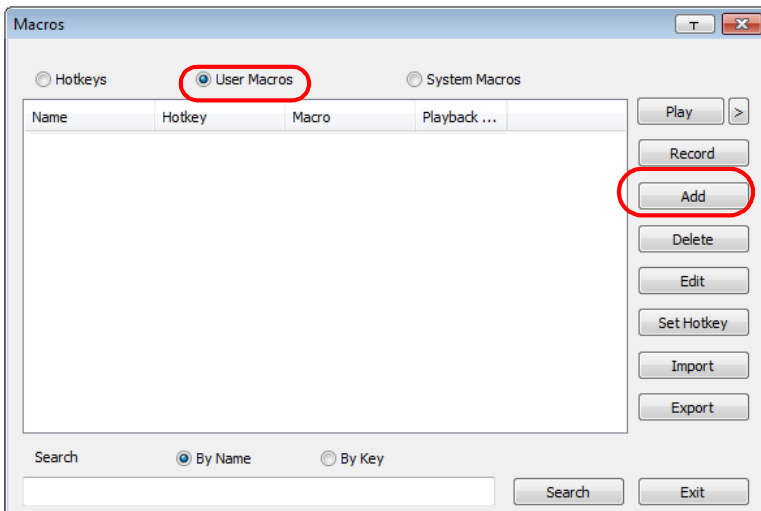 Macros
T
Hotkeys User Macros System Macros
Name Hotkey Macro Playback ...
Play >
Record
Add
Delete
Edit
Set Hotkey
Import
Export
Search By Name By Key
Search Exit